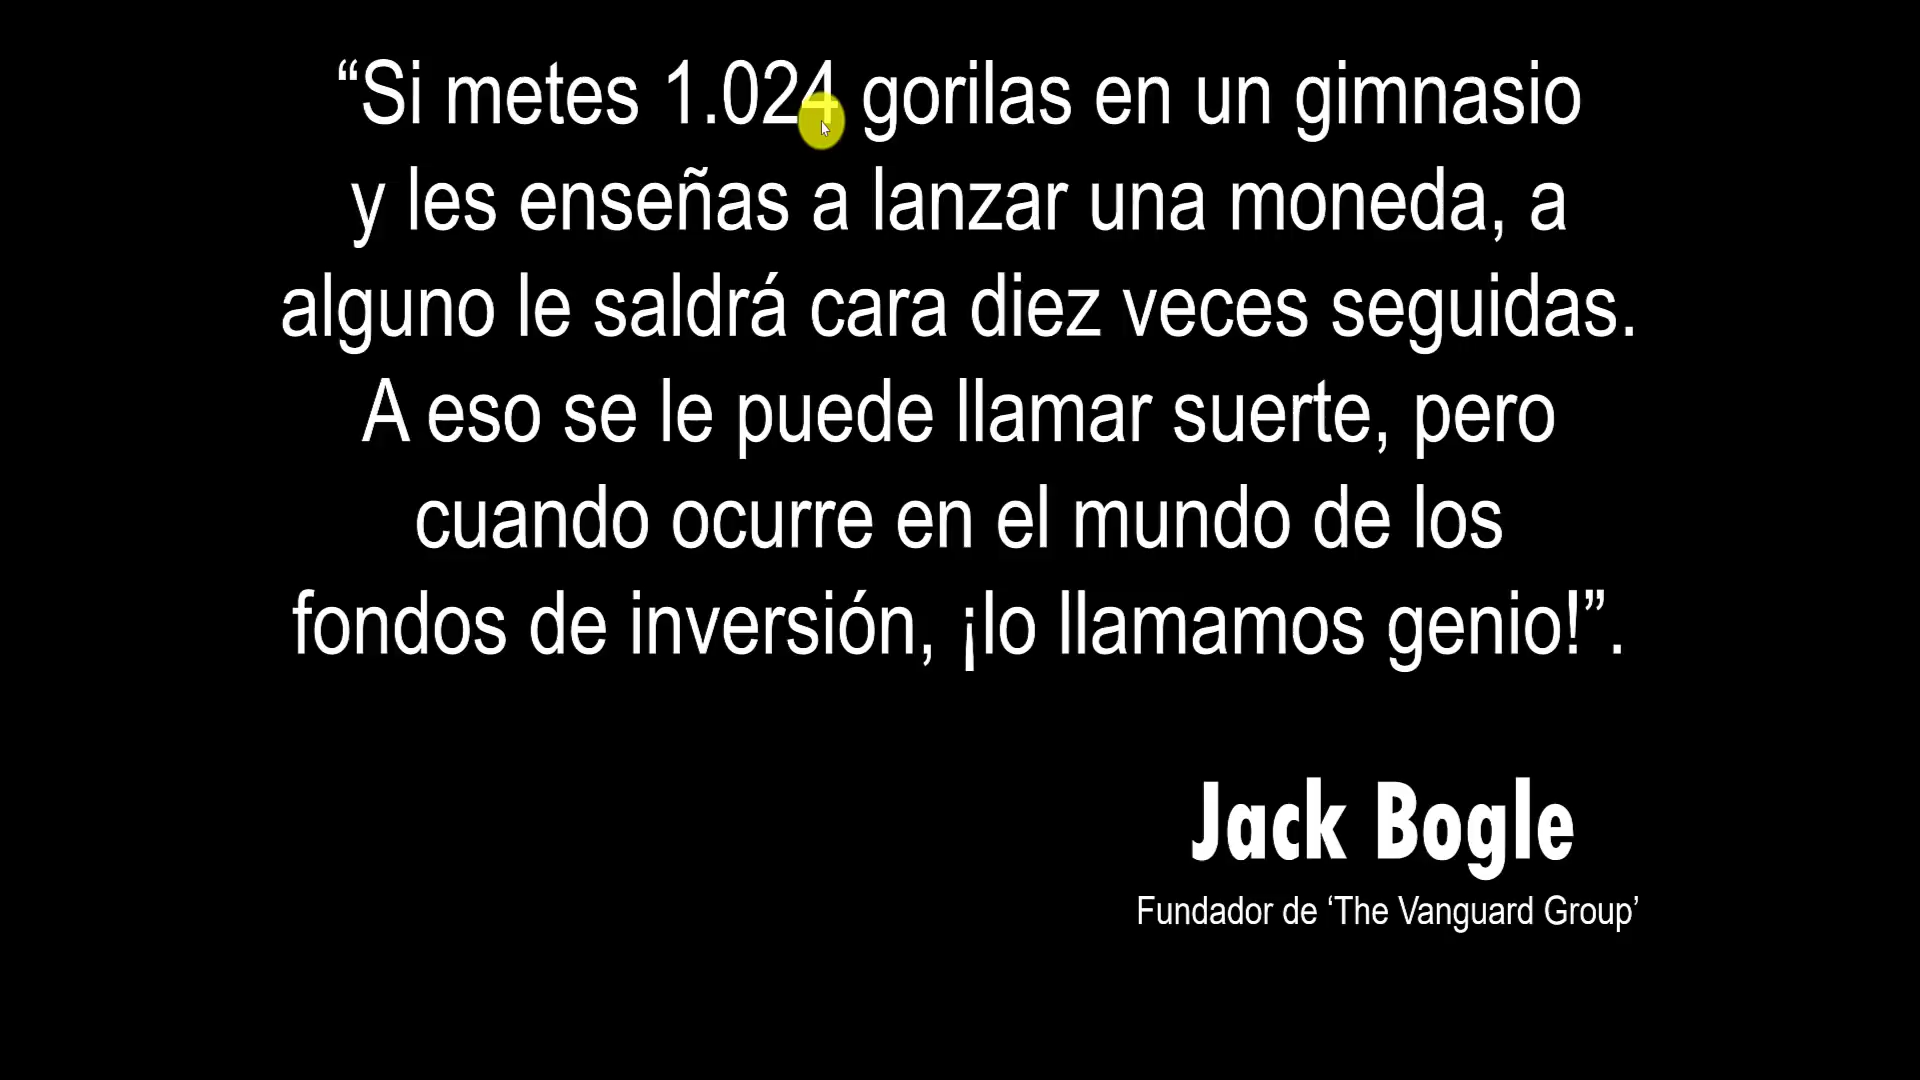 “Si metes 1.024 gorilas en un gimnasio
y les enseñas a lanzar una moneda, a
alguno le saldrá cara diez veces seguidas.
A eso se le puede llamar suerte, pero
cuando ocurre en el mundo de los
fondos de inversión, ¡lo llamamos genio!”.
Jack Bogle
Fundador de ‘The Vanguard Group’